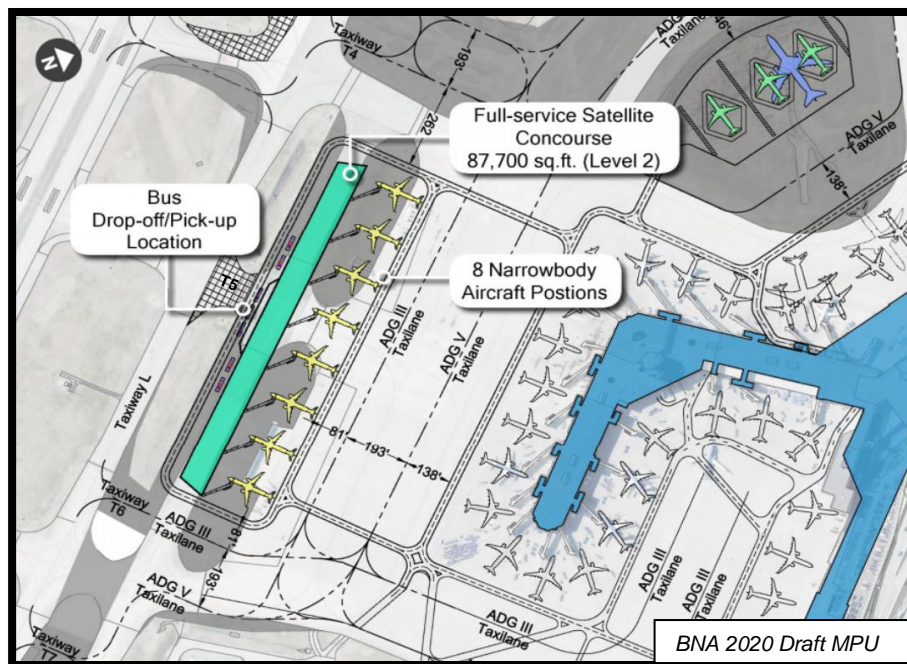 N
Taxiway
T4
193'
262'
ADG III
Taxilane
46'
ADG V
Taxilane
138'
Full-service Satellite
Concourse
87,700 sq.ft. (Level 2)
Bus
Drop-off/Pick-up
Location
T5
8 Narrowbody
Aircraft Postions
ADG III
Taxilane
ADG V
Taxilane
Taxiway L
81'
193'
138'
Taxiway
T6
ADG III
Taxilane
81'
193'
ADG V
Taxilane
ADG III
Taxilane
ADG III
Taxilane
ADG III
Taxilane
Taxiway
T7
BNA 2020 Draft MPU